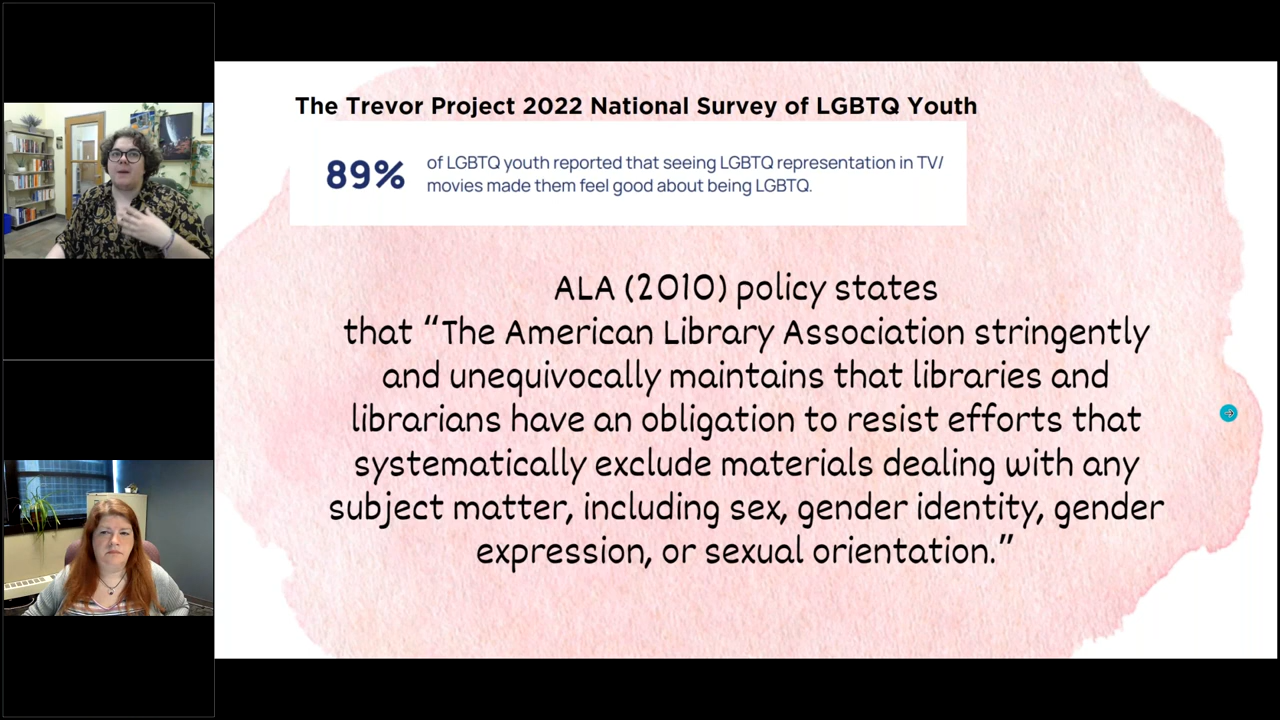 The Trevor Project 2022 National Survey of LGBTQ Youth
89%
of LGBTQ youth reported that seeing LGBTQ representation in TV/
movies made them feel good about being LGBTQ.
ALA (2010) policy states
that “The American Library Association stringently
and unequivocally maintains that libraries and
librarians have an obligation to resist efforts that
systematically exclude materials dealing with any
subject matter, including sex, gender identity, gender
expression, or sexual orientation.”